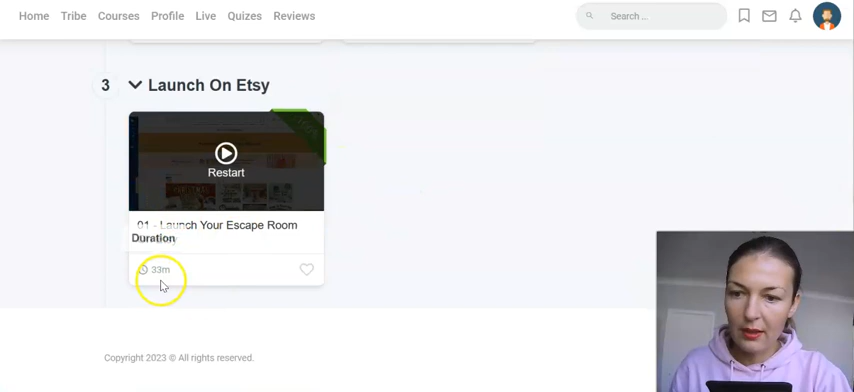 Home Tribe Courses Profile Live Quizes Reviews Search ...
3 Launch On Etsy
100%
Restart
01 - Launch Your Escape Room
Duration
33m
Copyright 2023 © All rights reserved.